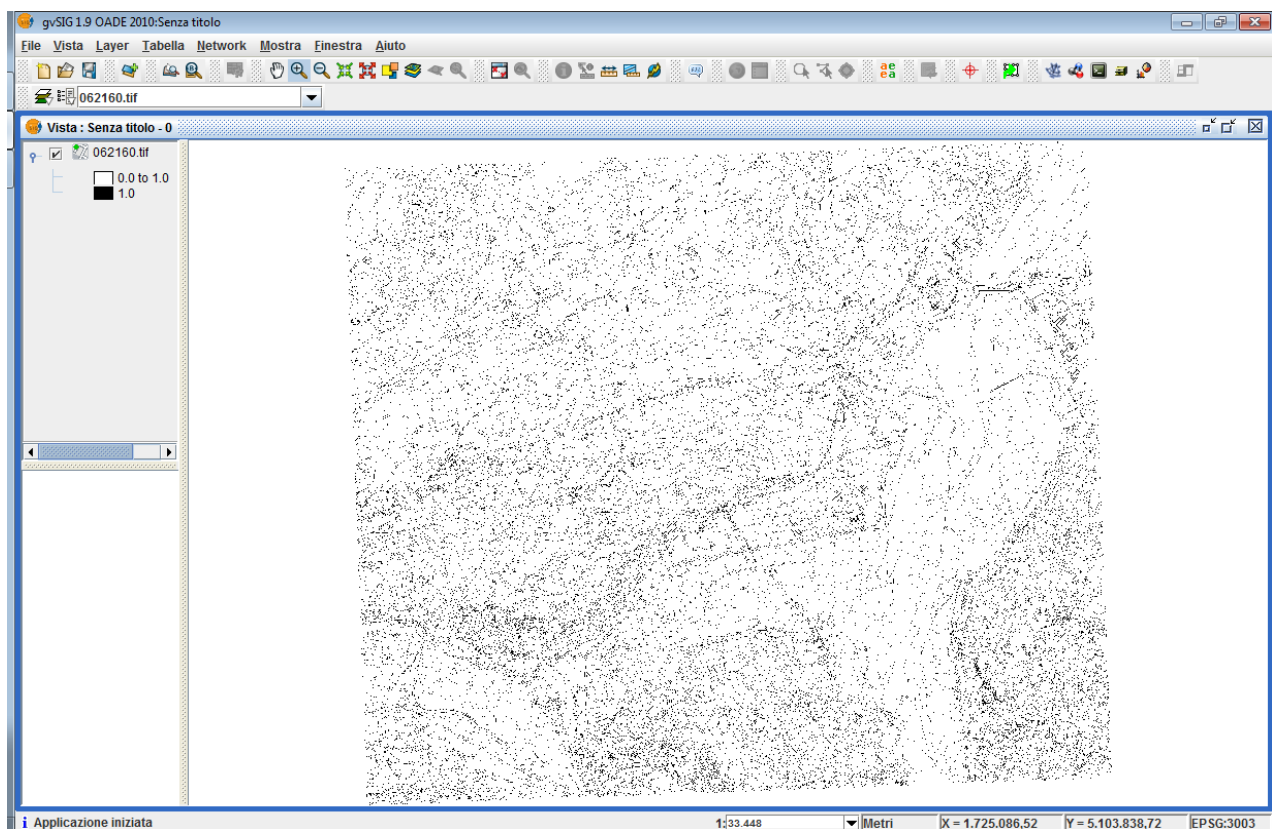 gvSIG 1.9 OADE 2010:Senza titolo
File Vista Layer Tabella Network Mostra Finestra Aiuto
062160.tif
Vista : Senza titolo - 0
062160.tif
0.0 to 1.0
1.0
Applicazione iniziata
1: 33.448
Metri
X = 1.725.086,52
Y = 5.103.838,72
EPSG:3003